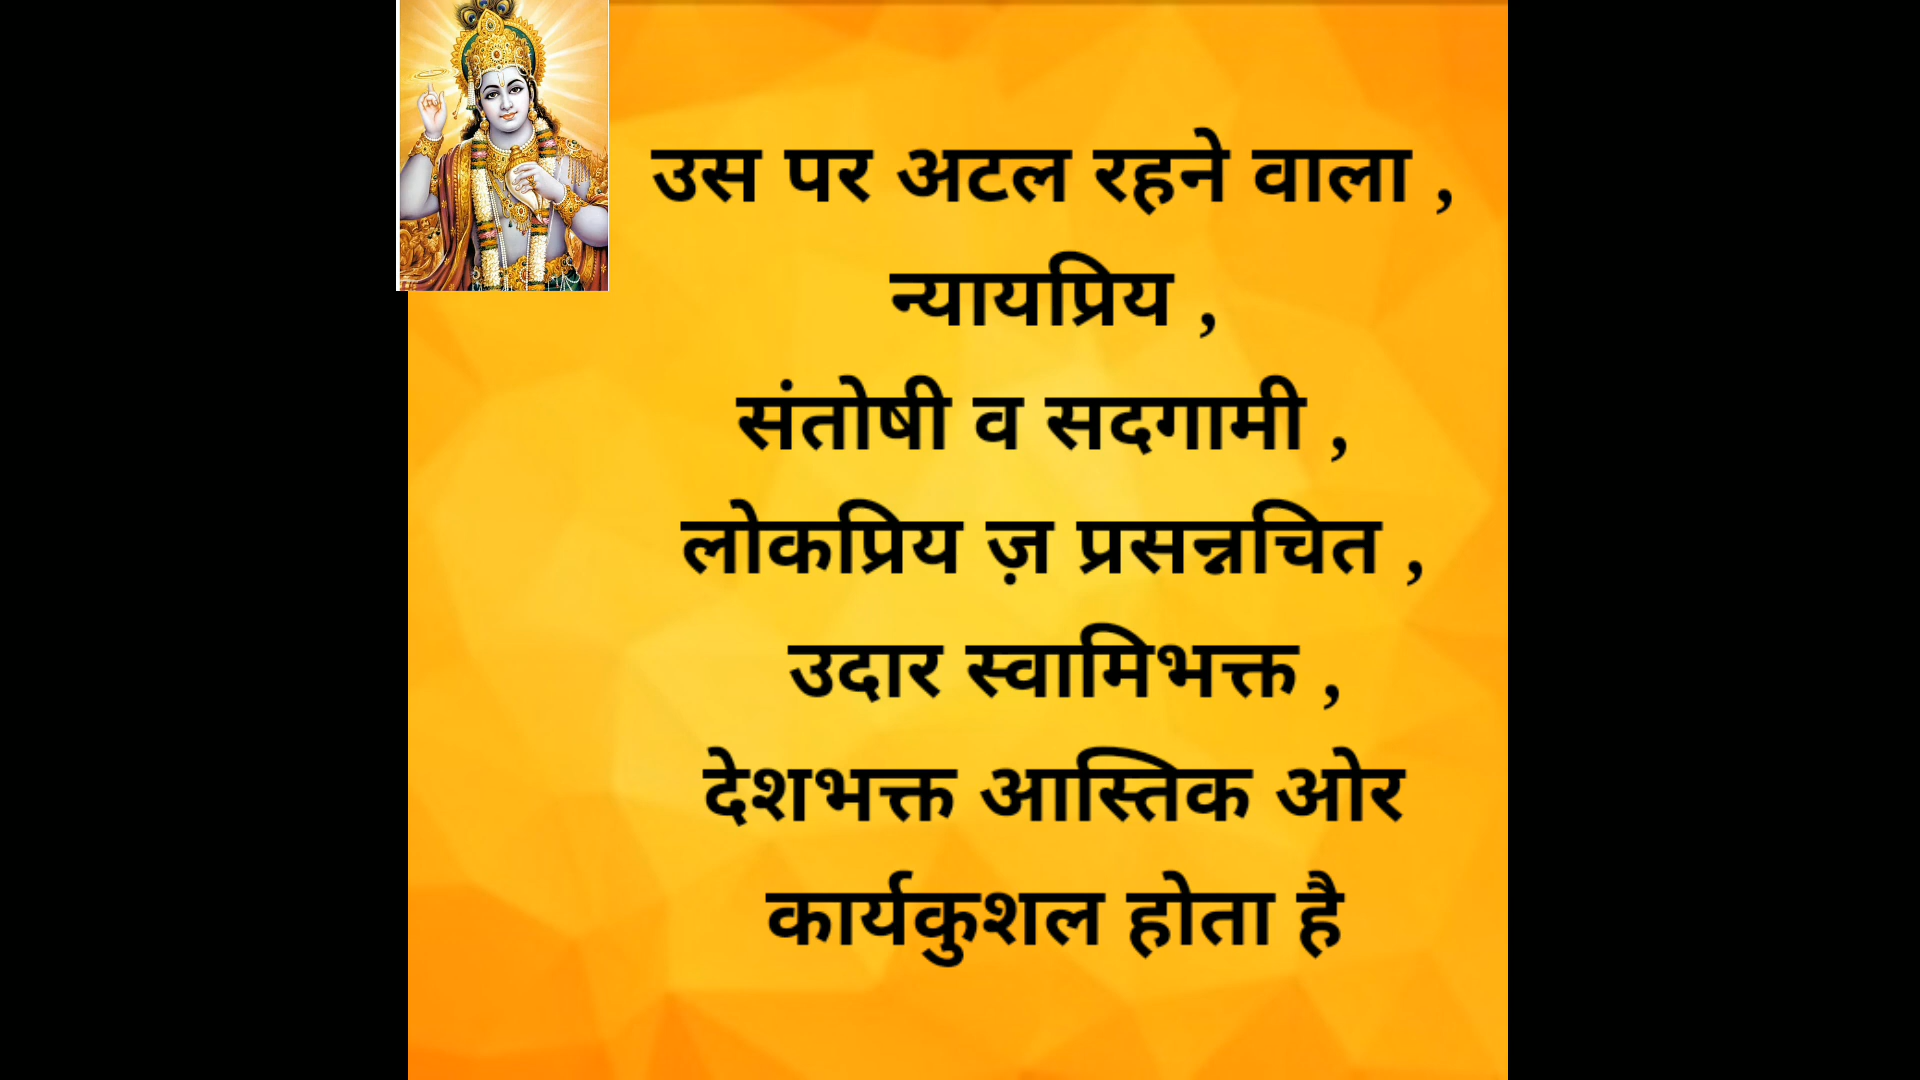 उस पर अटल रहने वाला ,
न्यायप्रिय ,
संतोषी व सदगामी ,
लोकप्रिय ज़ प्रसन्नचित ,
उदार स्वामिभक्त ,
देशभक्त आस्तिक ओर
कार्यकुशल होता है